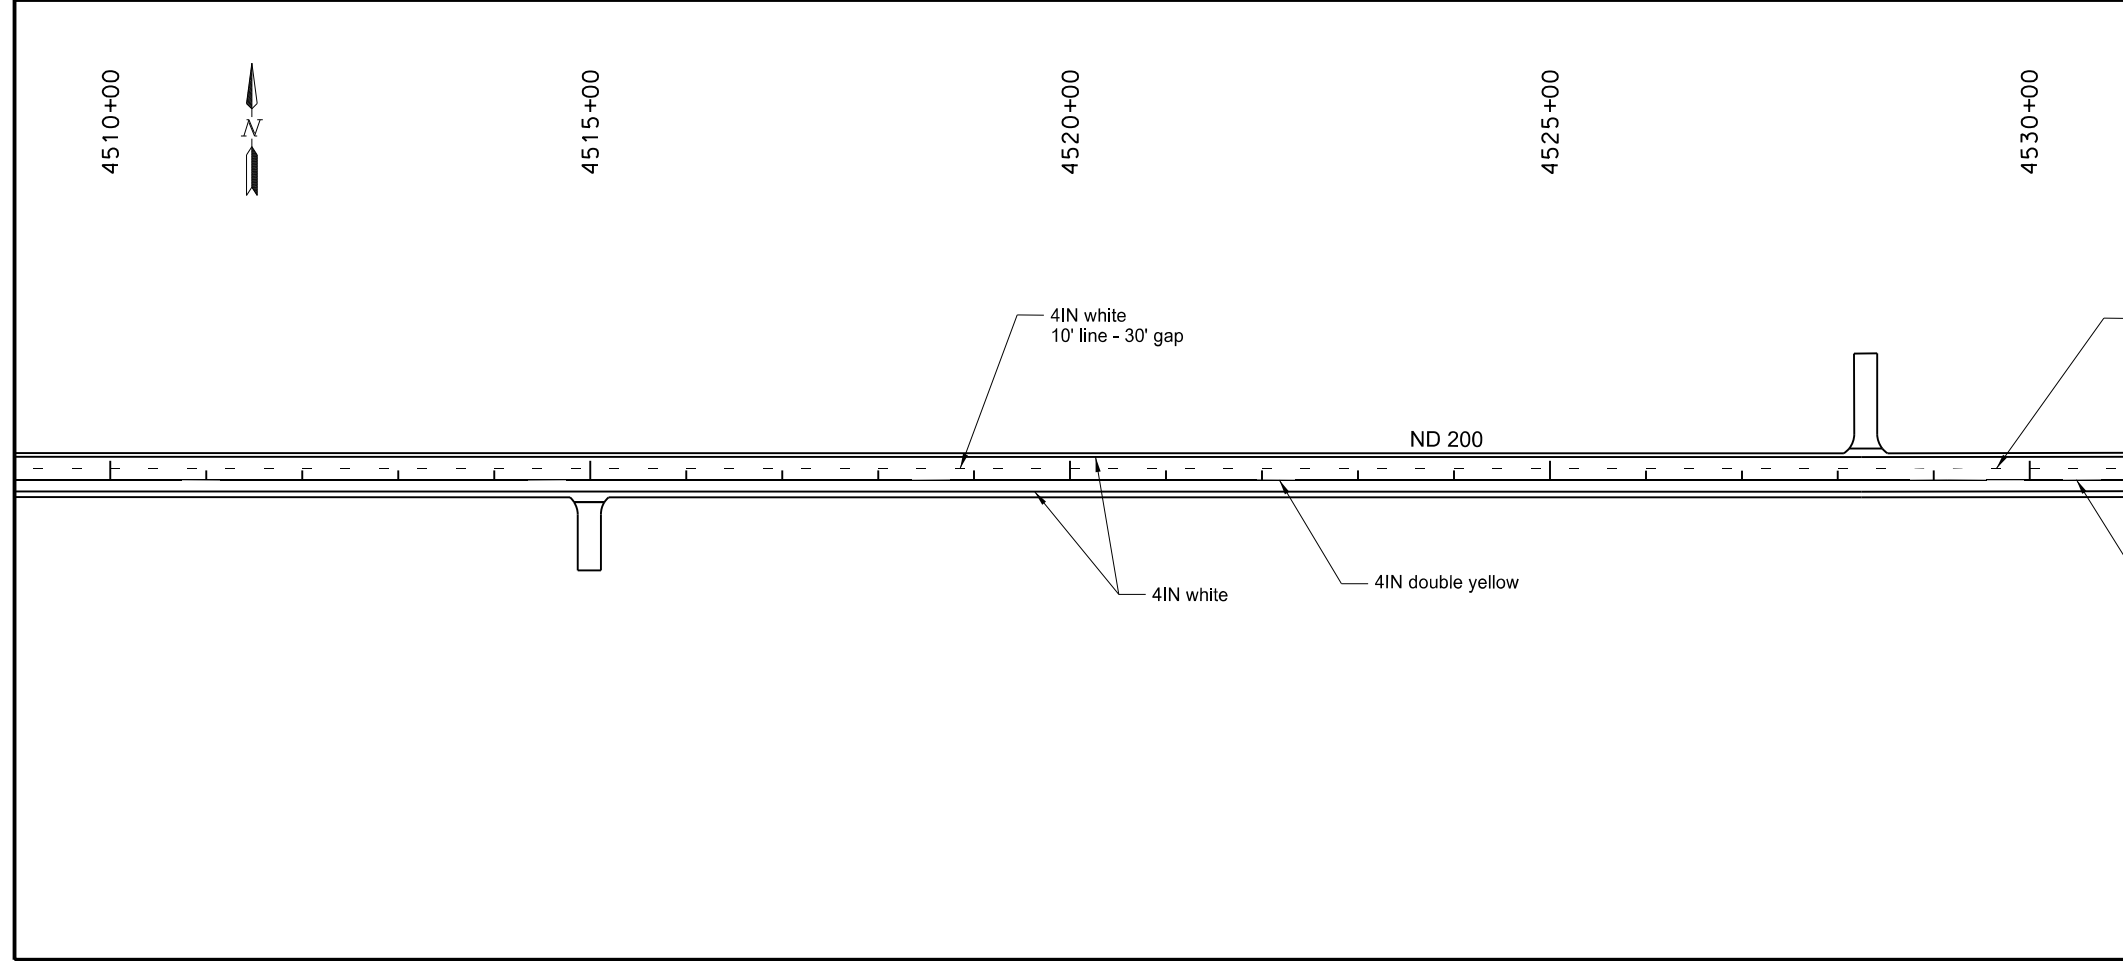 4510+00
4515+00
4520+00
4525+00
4530+00
N
4IN white
10' line - 30' gap
ND 200
4IN double yellow
4IN white